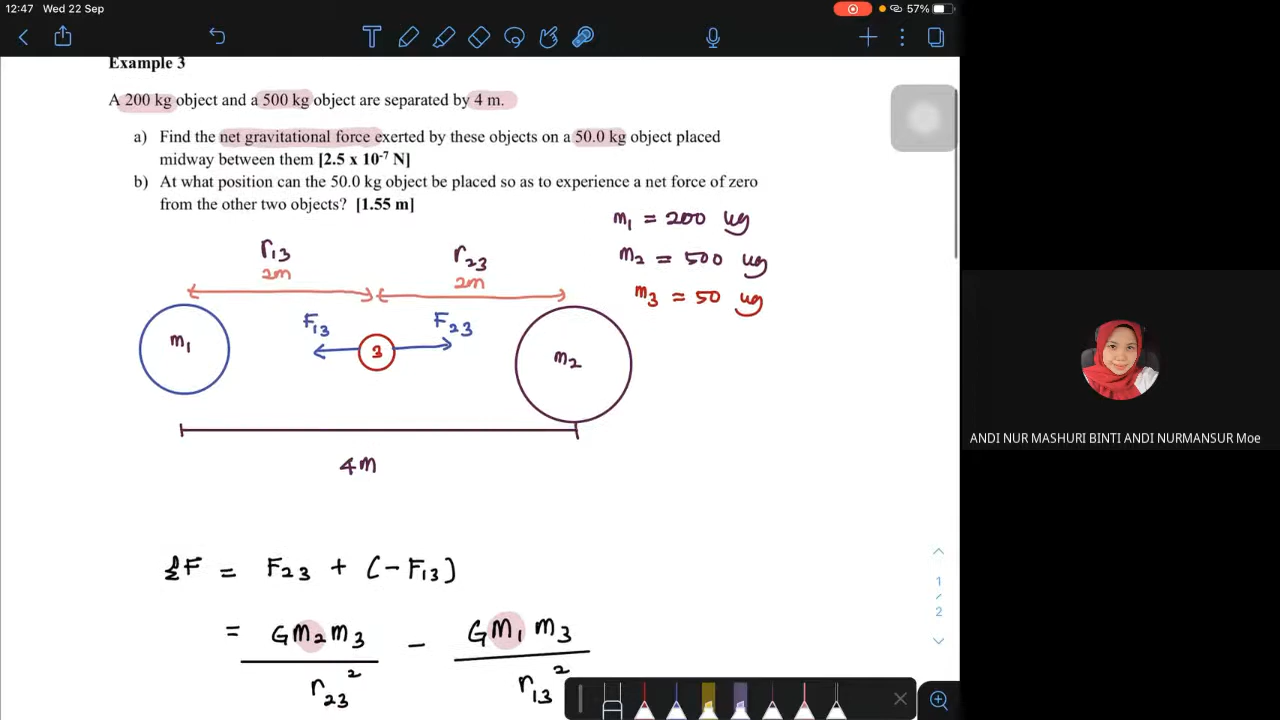 12:47 Wed 22 Sep
57%
Example 3
A 200 kg object and a 500 kg object are separated by 4 m.
a) Find the net gravitational force exerted by these objects on a 50.0 kg object placed
midway between them [2.5 x 10⁻⁷ N]
b) At what position can the 50.0 kg object be placed so as to experience a net force of zero
from the other two objects? [1.55 m]
m₁ = 200 kg
m₂ = 500 kg
m₃ = 50 kg
r₁₃
2m
r₂₃
2m
F₁₃
F₂₃
m₁
3
m₂
4m
ΣF = F₂₃ + (-F₁₃)
= Gm₂m₃ / r₂₃² - Gm₁m₃ / r₁₃²
1
/
2
ANDI NUR MASHURI BINTI ANDI NURMANSUR Moe